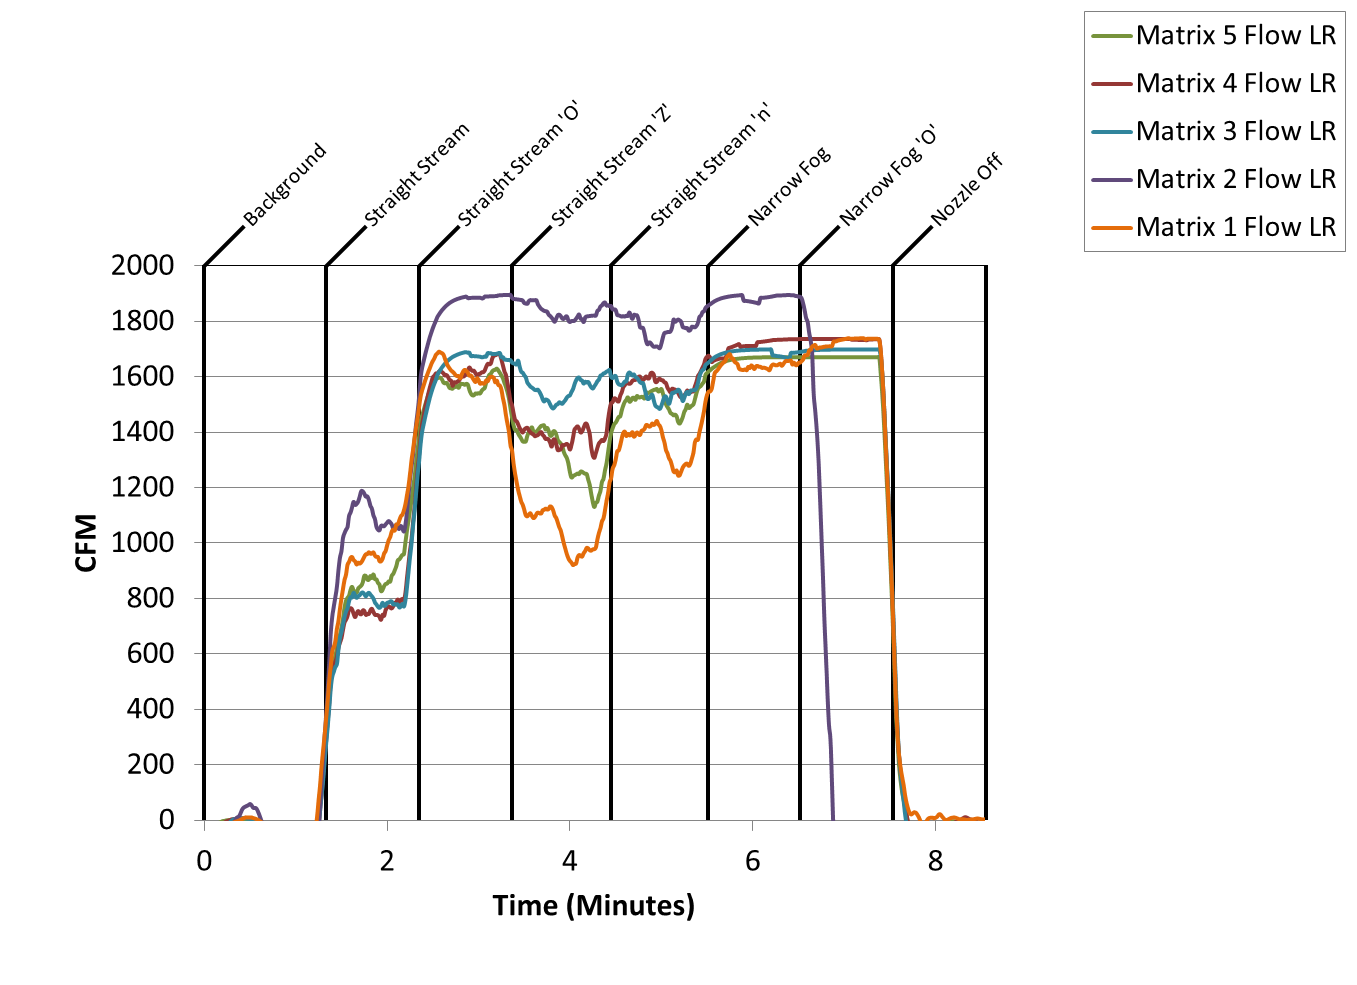 Matrix 5 Flow LR
Matrix 4 Flow LR
Matrix 3 Flow LR
Matrix 2 Flow LR
Matrix 1 Flow LR
Background
Straight Stream
Straight Stream 'O'
Straight Stream 'Z'
Straight Stream 'n'
Narrow Fog
Narrow Fog 'O'
Nozzle Off
2000
1800
1600
1400
1200
1000
800
600
400
200
0
CFM
0 2 4 6 8
Time (Minutes)